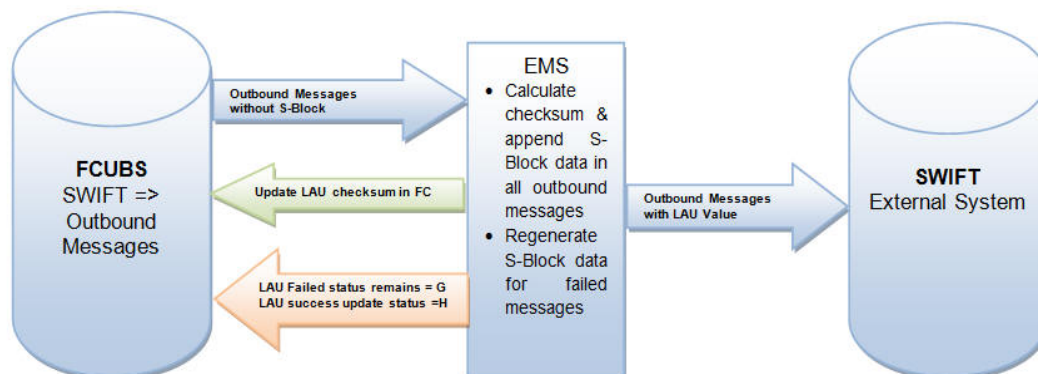 FCUBS
SWIFT =>
Outbound
Messages
Outbound Messages
without S-Block
Update LAU checksum in FC
LAU Failed status remains = G
LAU success update status =H
EMS
• Calculate
checksum &
append S-
Block data in
all outbound
messages
• Regenerate
S-Block data
for failed
messages
Outbound Messages
with LAU Value
SWIFT
External System